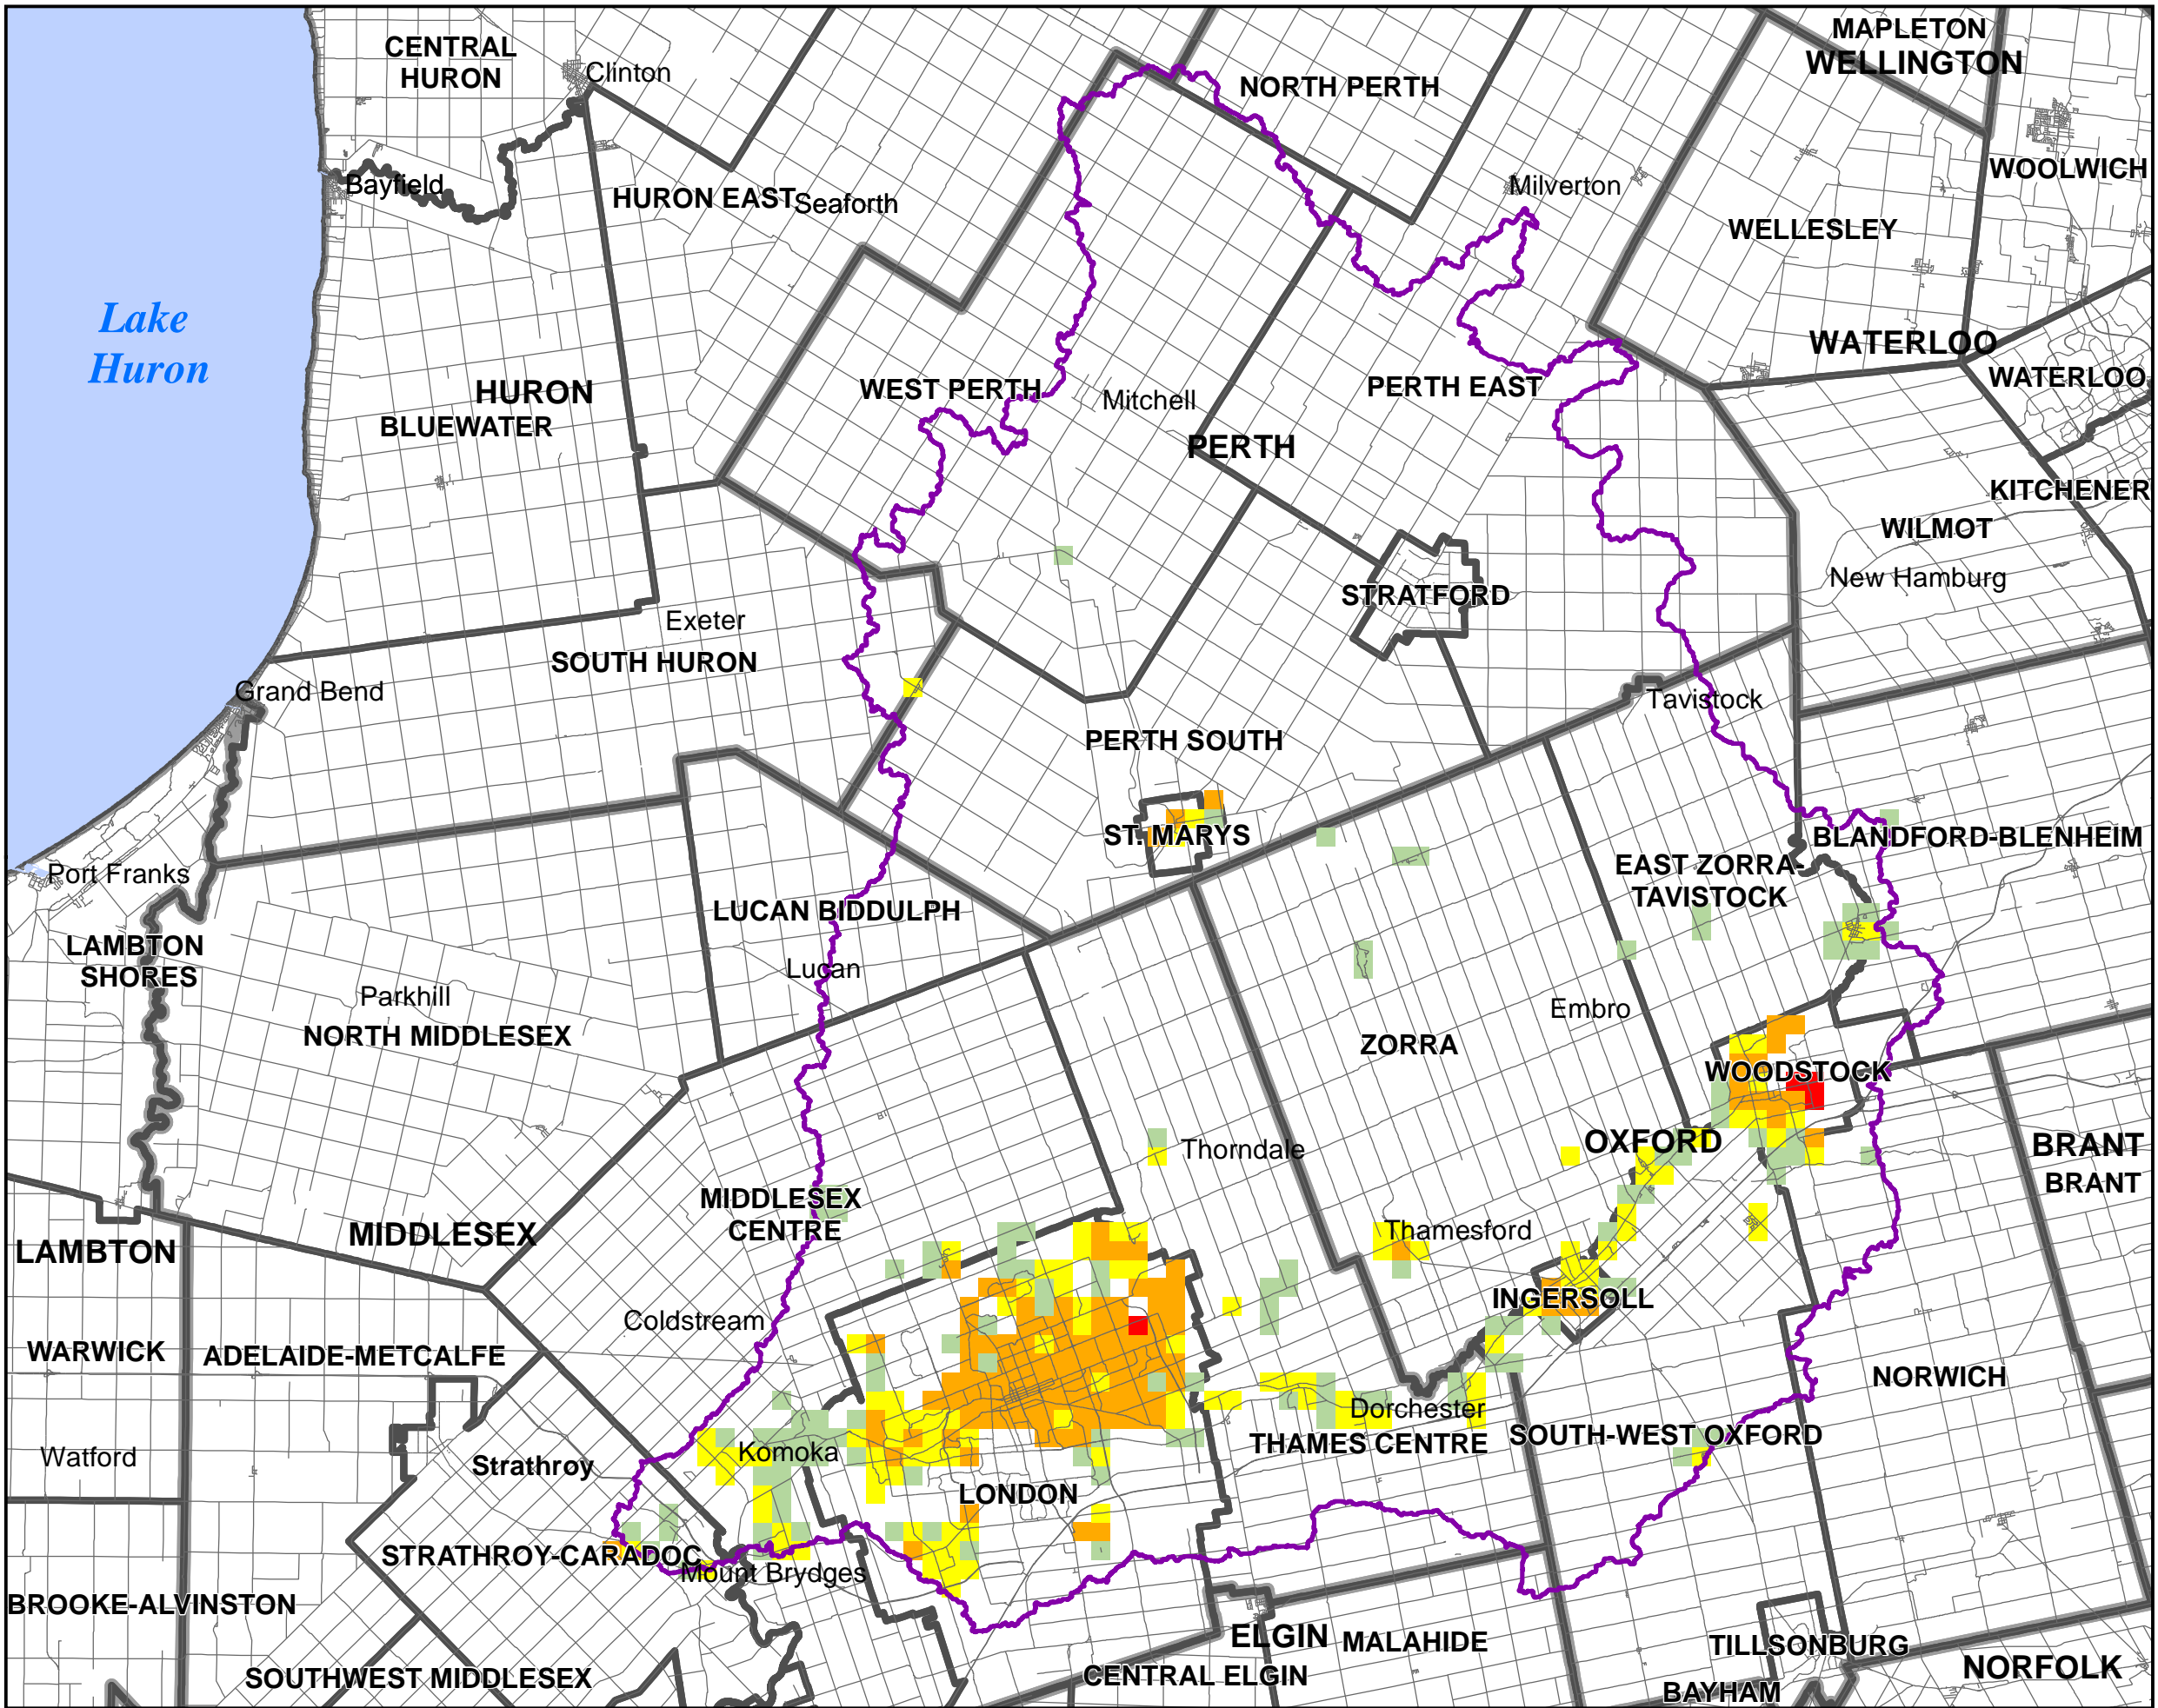 MAPLETON
CENTRAL
HURON
WELLINGTON
Clinton
NORTH PERTH
WOOLWICH
Bayfield
Milverton
HURON EAST
Seaforth
WELLESLEY
Lake
Huron
WATERLOO
WATERLOO
WEST PERTH
PERTH EAST
HURON
Mitchell
BLUEWATER
PERTH
KITCHENER
WILMOT
New Hamburg
STRATFORD
Exeter
SOUTH HURON
Grand Bend
Tavistock
PERTH SOUTH
ST. MARYS
BLANDFORD-BLENHEIM
EAST ZORRA-
TAVISTOCK
Port Franks
LUCAN BIDDULPH
LAMBTON
SHORES
Lucan
Parkhill
Embro
NORTH MIDDLESEX
ZORRA
WOODSTOCK
OXFORD
Thorndale
BRANT
BRANT
MIDDLESEX
CENTRE
MIDDLESEX
Thamesford
LAMBTON
INGERSOLL
Coldstream
WARWICK
ADELAIDE-METCALFE
NORWICH
Dorchester
SOUTH-WEST OXFORD
THAMES CENTRE
Komoka
Watford
Strathroy
LONDON
STRATHROY-CARADOC
Mount Brydges
BROOKE-ALVINSTON
ELGIN
MALAHIDE
TILLSONBURG
NORFOLK
SOUTHWEST MIDDLESEX
CENTRAL ELGIN
BAYHAM